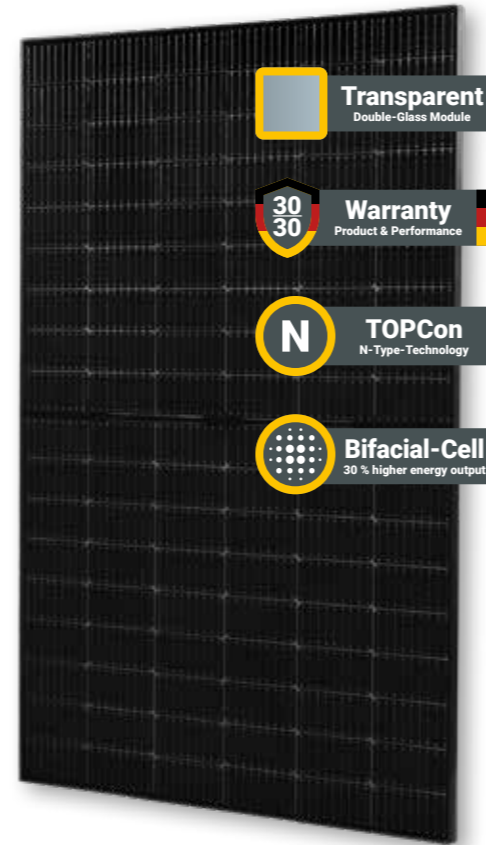 Transparent
Double-Glass Module
30
30
Warranty
Product & Performance
N
TOPCon
N-Type-Technology
Bifacial-Cell
30 % higher energy output